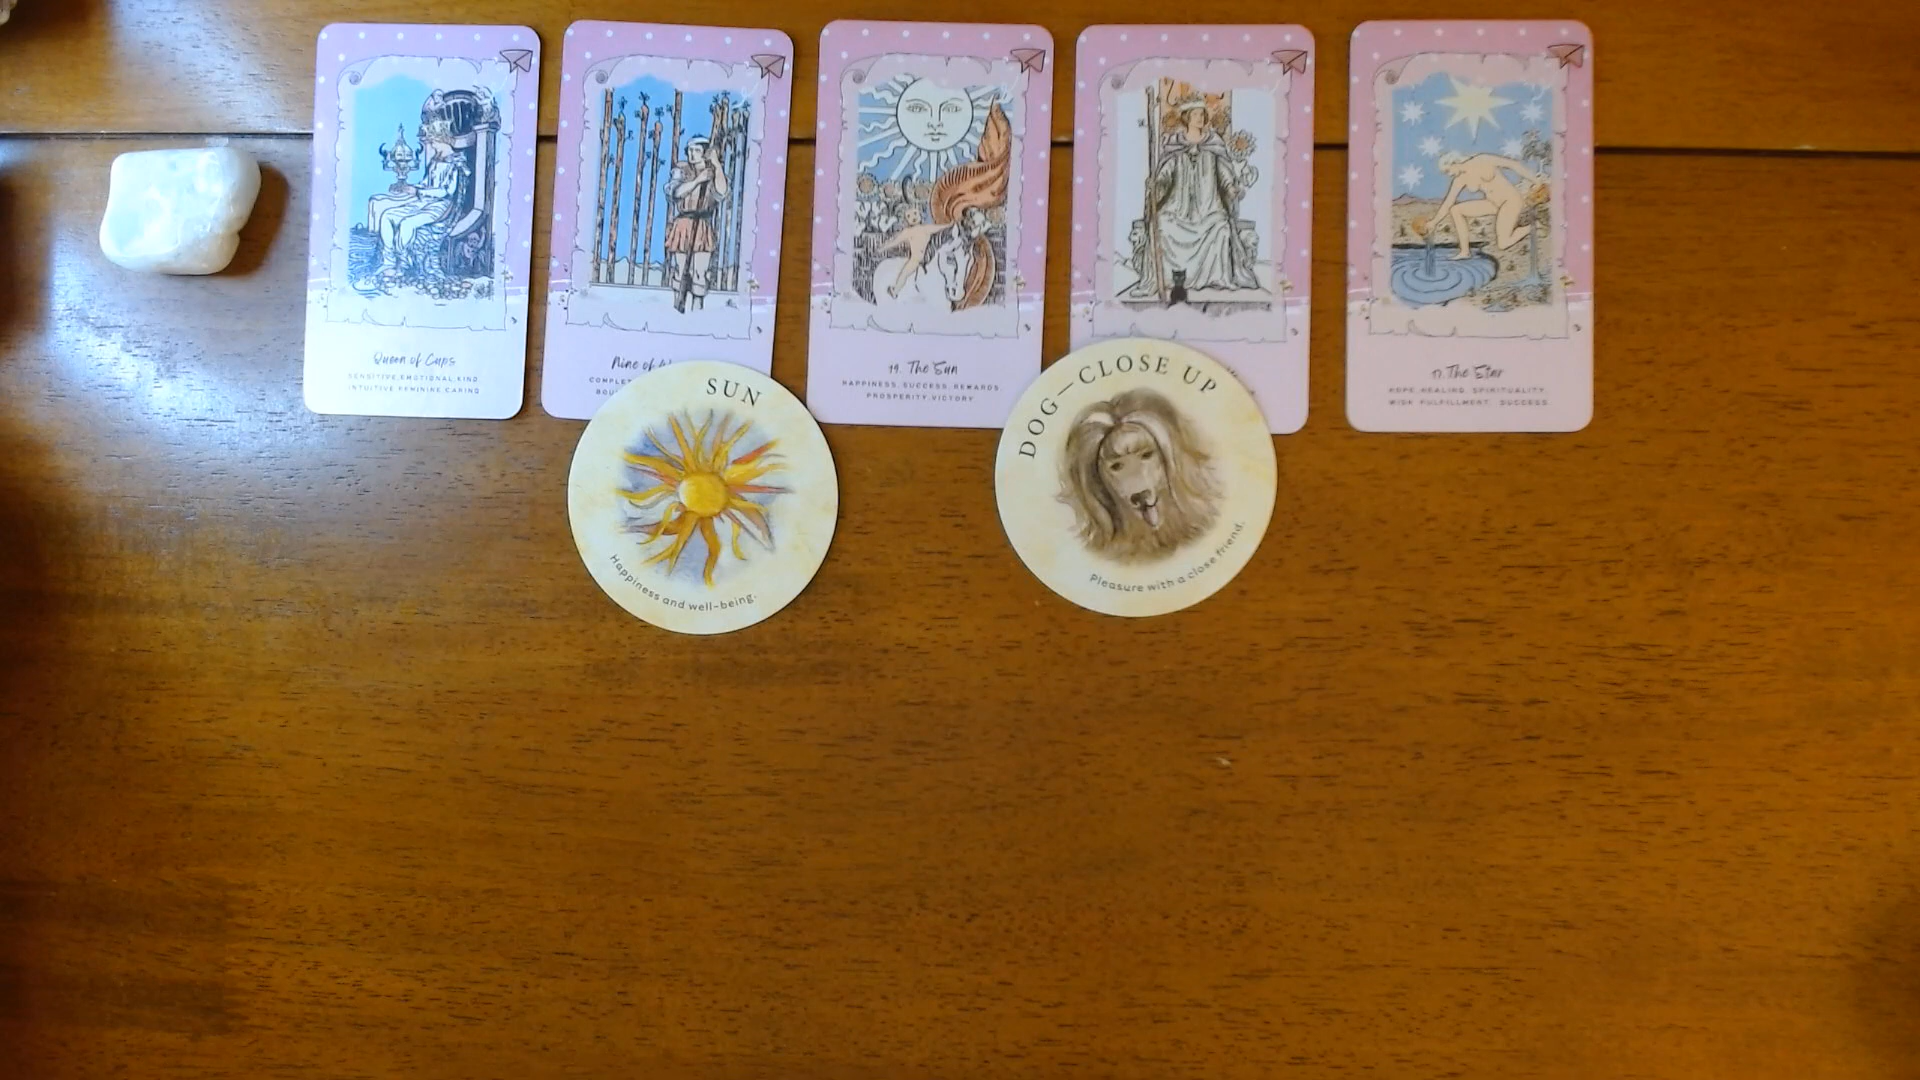 Queen of Cups
SENSITIVE, EMOTIONAL, KIND
INTUITIVE FEMININE CARING
Nine of
19. The Sun
HAPPINESS, SUCCESS, REWARDS
PROSPERITY, VICTORY
17. The Star
HOPE, HEALING, SPIRITUALITY
WISH FULFILLMENT, SUCCESS
SUN
Happiness and well-being.
DOG—CLOSE UP
Pleasure with a close friend.